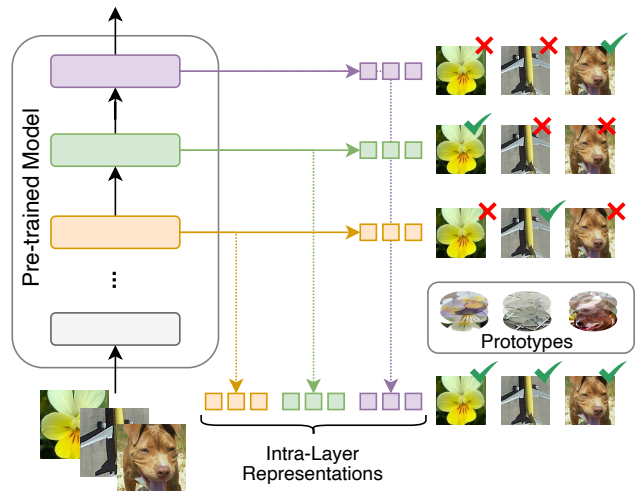 Pre-trained Model
...
Prototypes
Intra-Layer
Representations